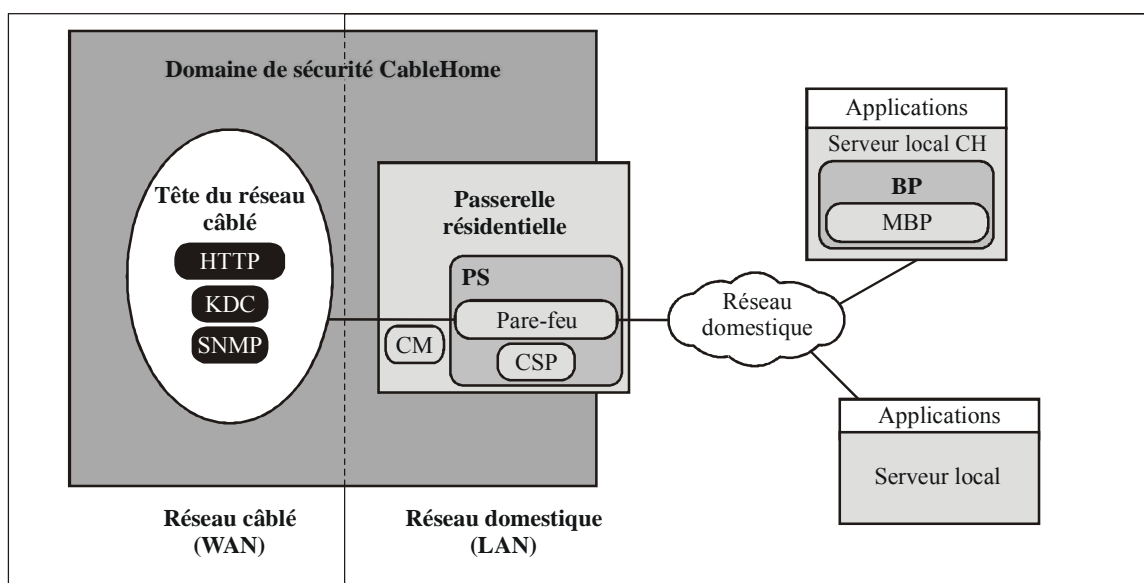 Domaine de sécurité CableHome
Tête du réseau
câblé
HTTP
KDC
SNMP
Passerelle
résidentielle
PS
Pare-feu
CM
CSP
Réseau
domestique
Applications
Serveur local CH
BP
MBP
Applications
Serveur local
Réseau câblé
(WAN)
Réseau domestique
(LAN)